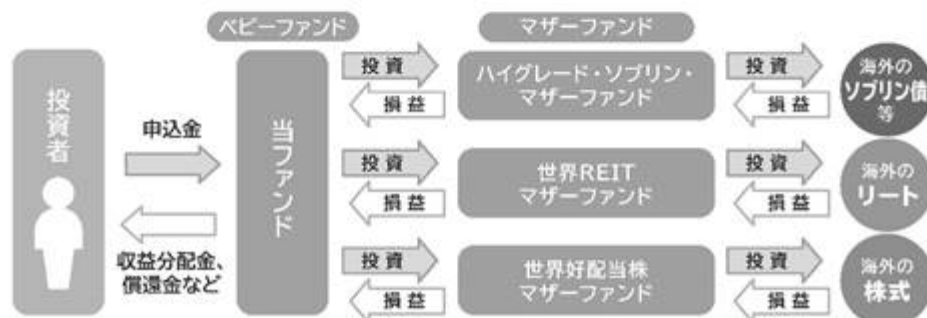 ベビーファンド
マザーファンド
投資者
申込金
収益分配金、
償還金など
当ファンド
投資
損益
ハイグレード・ソブリン・
マザーファンド
投資
損益
海外の
ソブリン債
等
投資
損益
世界REIT
マザーファンド
投資
損益
海外の
リート
投資
損益
世界好配当株
マザーファンド
投資
損益
海外の
株式